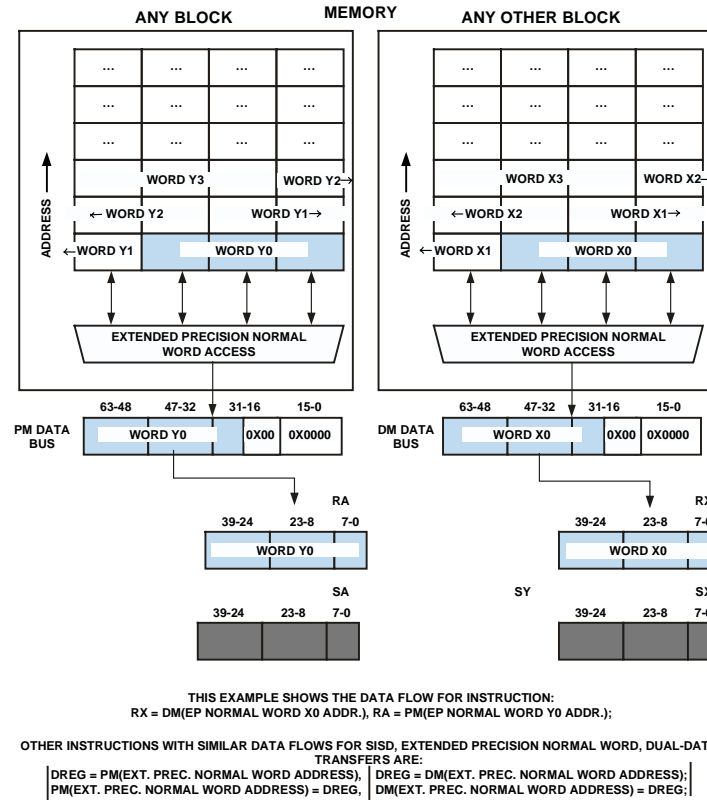 MEMORY
ANY BLOCK ANY OTHER BLOCK
... ... ... ... ... ... ... ...
... ... ... ... ... ... ... ...
... ... ... ... ... ... ... ...
WORD Y3 WORD Y2→ WORD X3 WORD X2→
← WORD Y2 WORD Y1→ ← WORD X2 WORD X1→
←WORD Y1 WORD Y0 ←WORD X1 WORD X0
ADDRESS → ADDRESS →
EXTENDED PRECISION NORMAL
WORD ACCESS
EXTENDED PRECISION NORMAL
WORD ACCESS
63-48 47-32 31-16 15-0 63-48 47-32 31-16 15-0
PM DATA
BUS
WORD Y0 0X00 0X0000
DM DATA
BUS
WORD X0 0X00 0X0000
RA RX
39-24 23-8 7-0 39-24 23-8 7-0
WORD Y0 WORD X0
SA SY SX
39-24 23-8 7-0 39-24 23-8 7-0
THIS EXAMPLE SHOWS THE DATA FLOW FOR INSTRUCTION:
RX = DM(EP NORMAL WORD X0 ADDR.), RA = PM(EP NORMAL WORD Y0 ADDR.);
OTHER INSTRUCTIONS WITH SIMILAR DATA FLOWS FOR SISD, EXTENDED PRECISION NORMAL WORD, DUAL-DAT
TRANSFERS ARE:
DREG = PM(EXT. PREC. NORMAL WORD ADDRESS), DREG = DM(EXT. PREC. NORMAL WORD ADDRESS);
PM(EXT. PREC. NORMAL WORD ADDRESS) = DREG, DM(EXT. PREC. NORMAL WORD ADDRESS) = DREG;